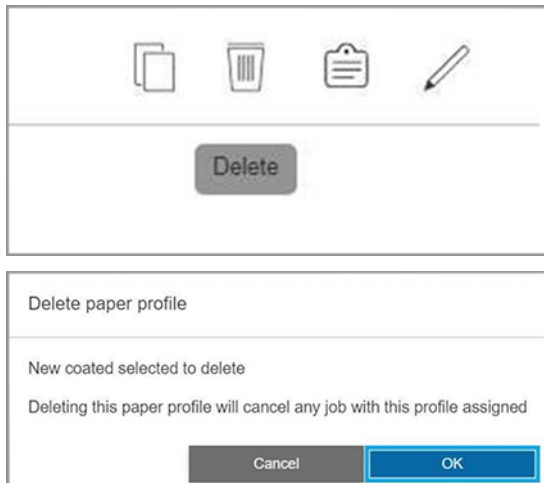 Delete
Delete paper profile
New coated selected to delete
Deleting this paper profile will cancel any job with this profile assigned
Cancel OK